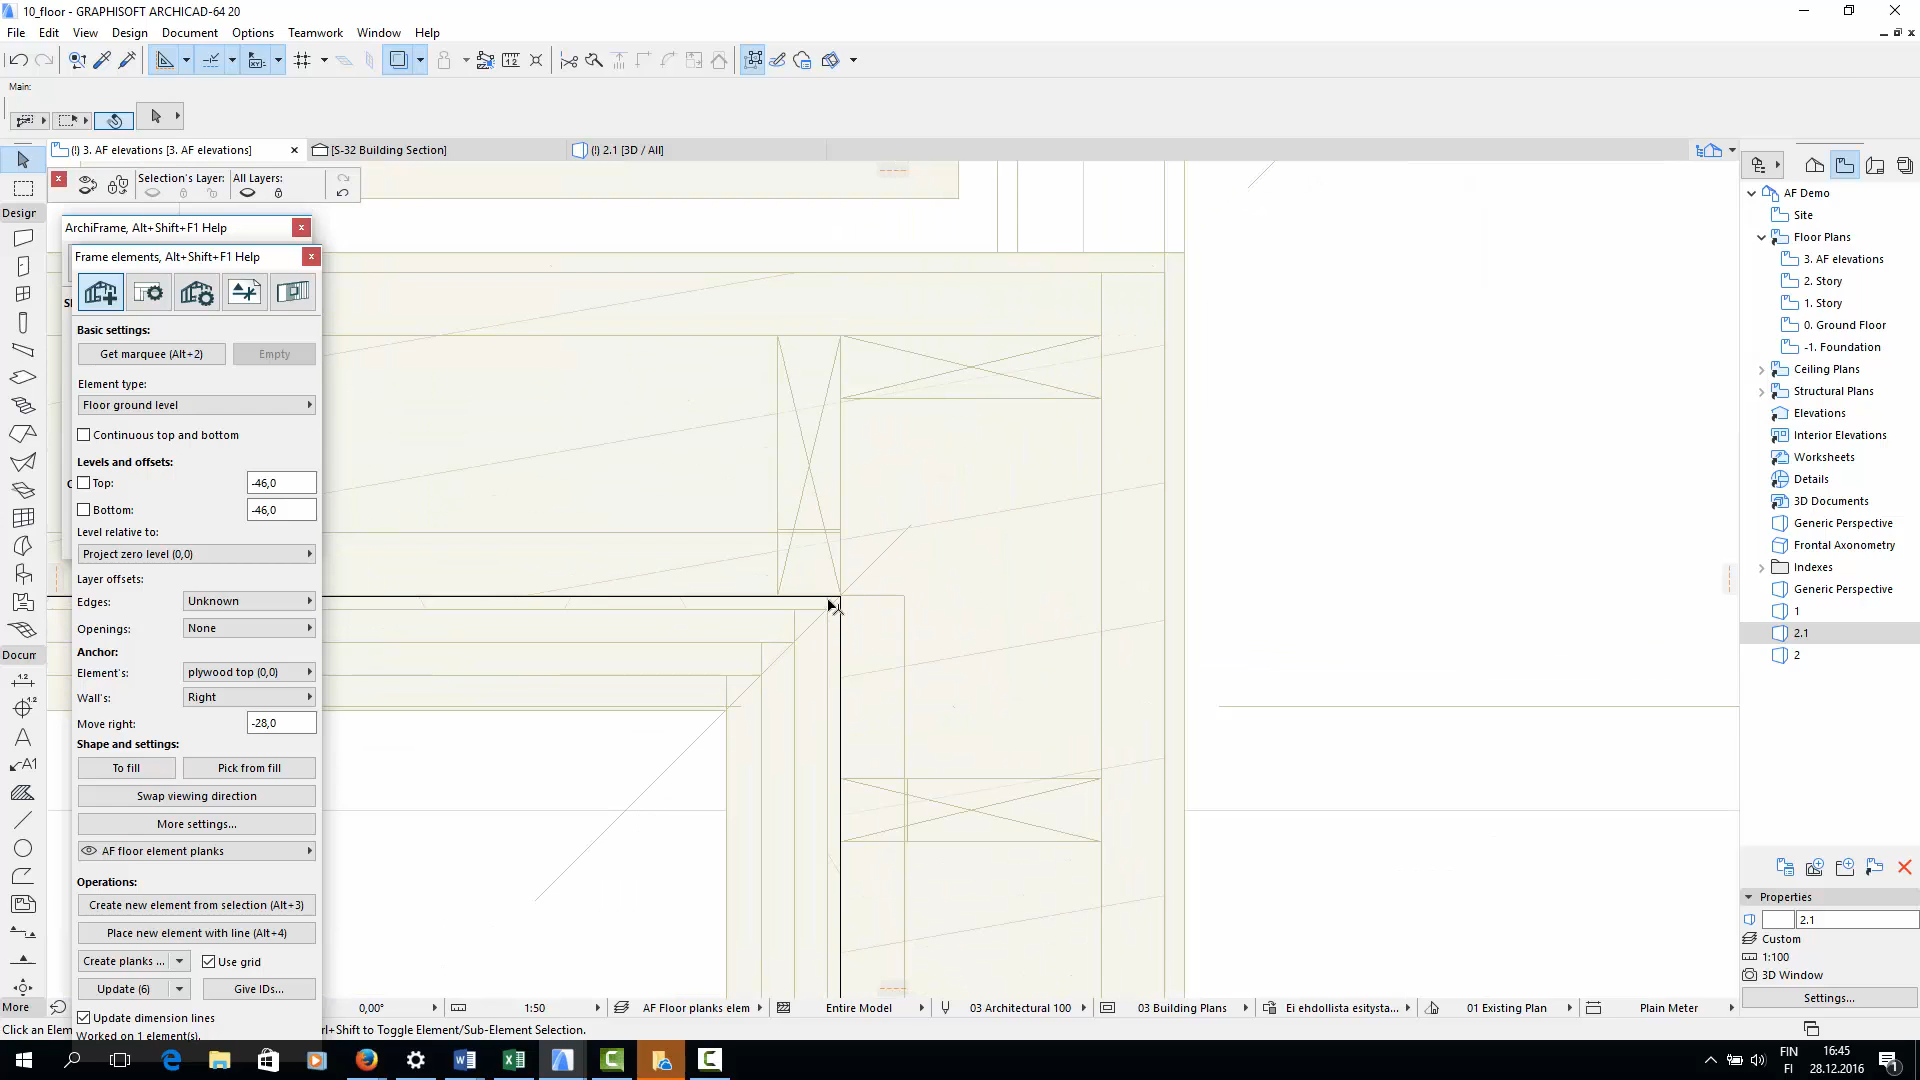 10_floor - GRAPHISOFT ARCHICAD-64 20
File Edit View Design Document Options Teamwork Window Help
Main:
(!) 3. AF elevations [3. AF elevations]
[S-32 Building Section]
(!) 2.1 [3D / All]
Selection's Layer: All Layers:
Design
ArchiFrame, Alt+Shift+F1 Help
Frame elements, Alt+Shift+F1 Help
Basic settings:
Get marquee (Alt+2)
Empty
Element type:
Floor ground level
Continuous top and bottom
Levels and offsets:
Top: -46,0
Bottom: -46,0
Level relative to:
Project zero level (0,0)
Layer offsets:
Edges: Unknown
Openings: None
Anchor:
Element's: plywood top (0,0)
Wall's: Right
Move right: -28,0
Shape and settings:
To fill
Pick from fill
Swap viewing direction
More settings...
AF floor element planks
Operations:
Create new element from selection (Alt+3)
Place new element with line (Alt+4)
Create planks ...
Use grid
Update (6)
Give IDs...
Update dimension lines
Worked on 1 element(s).
Docum
1.2
1.2
A
A1
More
AF Demo
Site
Floor Plans
3. AF elevations
2. Story
1. Story
0. Ground Floor
-1. Foundation
Ceiling Plans
Structural Plans
Elevations
Interior Elevations
Worksheets
Details
3D Documents
Generic Perspective
Frontal Axonometry
Indexes
Generic Perspective
1
2.1
2
Properties
2.1
Custom
1:100
3D Window
Settings...
0,00°
1:50
AF Floor planks elem
Entire Model
03 Architectural 100
03 Building Plans
Ei ehdollista esitysta...
01 Existing Plan
Plain Meter
Click an Elem
rl+Shift to Toggle Element/Sub-Element Selection.
FIN
FI
16:45
28.12.2016
1